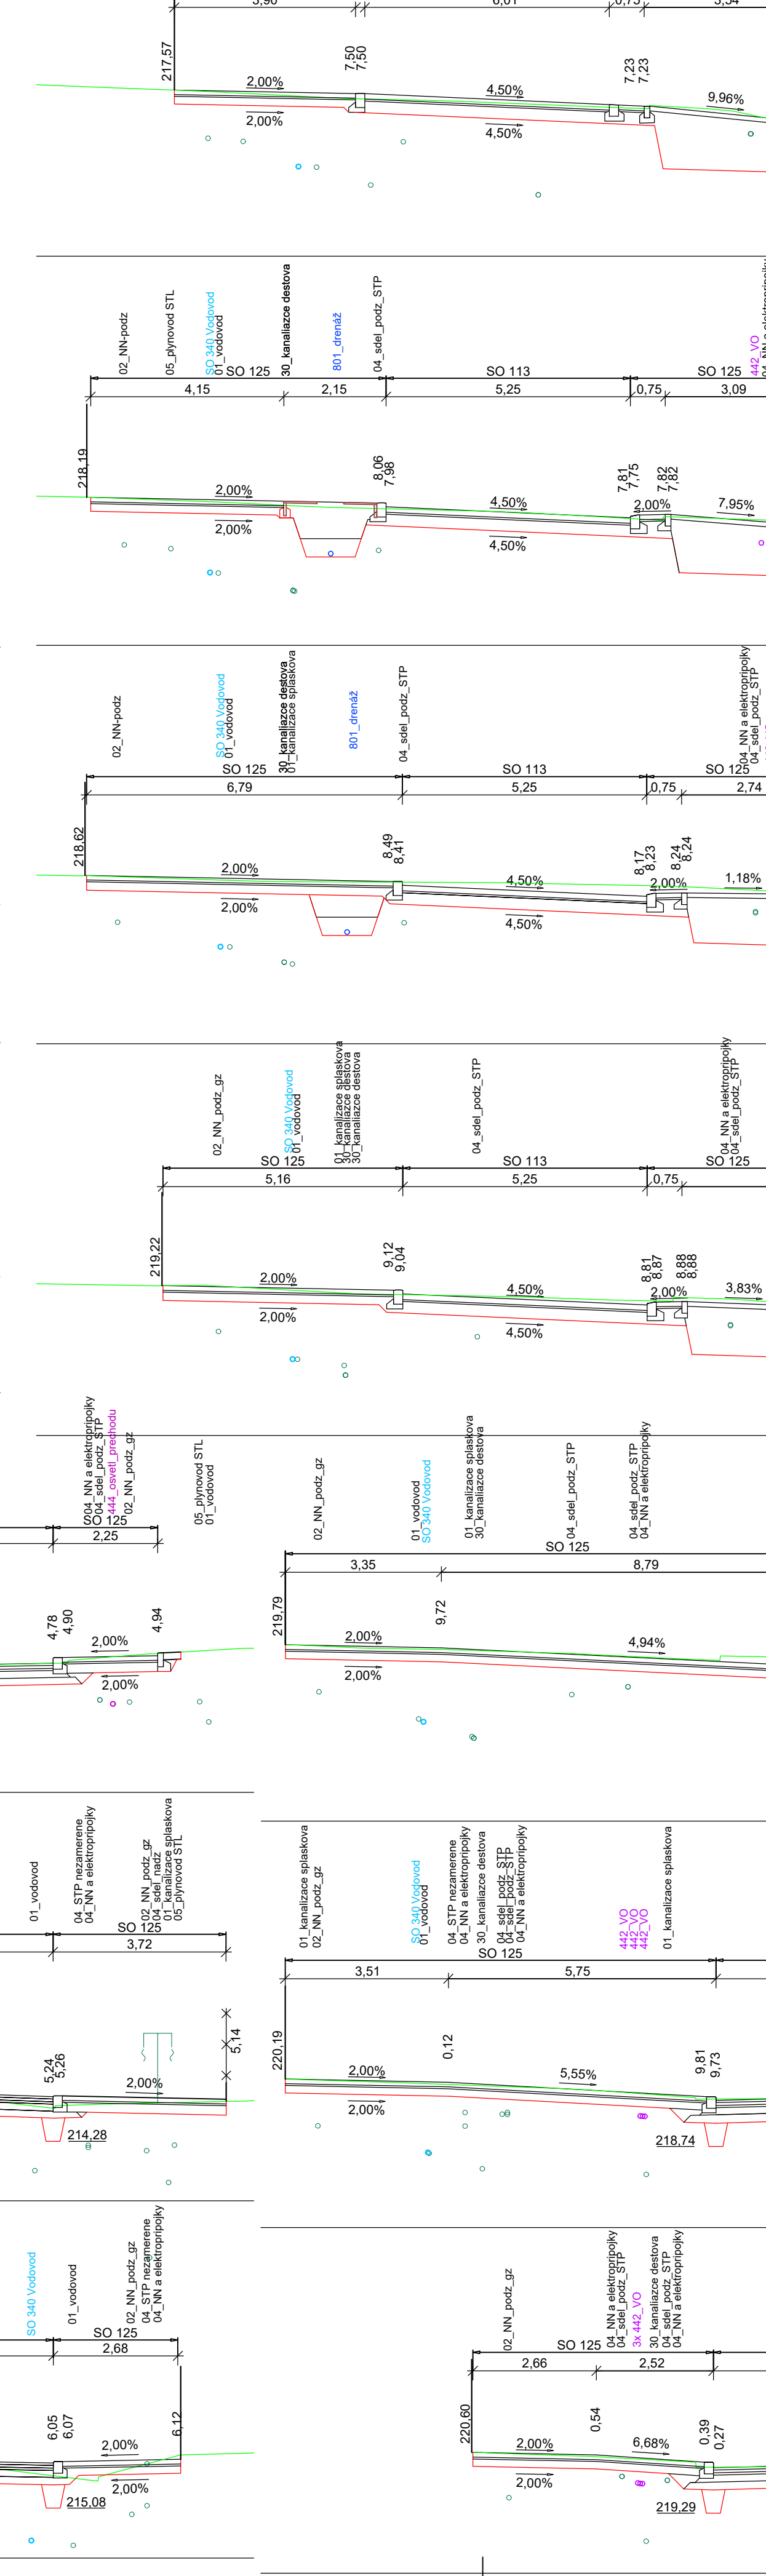 217,57
7,50
7,50
7,23
7,23
2,00%
2,00%
4,50%
4,50%
9,96%
02_NN-podz
05_plynovod STL
SO 340 Vodovod
01_vodovod
30_kanaliazce destova
801_drenáž
04_sdel_podz_STP
442_VO
SO 125
SO 113
SO 125
4,15
2,15
5,25
0,75
3,09
218,19
8,06
7,98
7,81
7,75
7,82
7,82
2,00%
2,00%
4,50%
4,50%
2,00%
7,95%
02_NN-podz
SO 340 Vodovod
01_vodovod
30_kanaliazce destova
01_kanalizace splaskova
801_drenáž
04_sdel_podz_STP
04_NN a elektropripojky
04_sdel_podz_STP
SO 125
SO 113
SO 125
6,79
5,25
0,75
2,74
218,62
8,49
8,41
8,17
8,23
8,24
8,24
2,00%
2,00%
4,50%
4,50%
2,00%
1,18%
02_NN_podz_gz
SO 340 Vodovod
01_vodovod
01_kanalizace splaskova
30_kanaliazce destova
30_kanaliazce destova
04_sdel_podz_STP
04_NN a elektropripojky
04_sdel_podz_STP
SO 125
SO 113
SO 125
5,16
5,25
0,75
219,22
9,12
9,04
8,81
8,87
8,88
8,88
2,00%
2,00%
4,50%
4,50%
2,00%
3,83%
04_NN a elektropripojky
04_sdel_podz_STP
444_osvetl_prechodu
02_NN_podz_gz
05_plynovod STL
01_vodovod
SO 125
2,25
4,78
4,90
4,94
2,00%
2,00%
02_NN_podz_gz
01_vodovod
SO 340 Vodovod
01_kanalizace splaskova
30_kanaliazce destova
04_sdel_podz_STP
04_sdel_podz_STP
04_NN a elektropripojky
SO 125
3,35
8,79
219,79
9,72
2,00%
2,00%
4,94%
01_vodovod
04_STP nezamerene
04_NN a elektropripojky
02_NN_podz_gz
04_sdel_nadz
01_kanalizace splaskova
05_plynovod STL
SO 125
3,72
5,24
5,26
5,14
2,00%
214,28
01_kanalizace splaskova
02_NN_podz_gz
SO 340 Vodovod
01_vodovod
04_STP nezamerene
04_NN a elektropripojky
30_kanaliazce destova
04_sdel_podz_STP
04_sdel_podz_STP
04_NN a elektropripojky
442_VO
442_VO
442_VO
01_kanalizace splaskova
SO 125
3,51
5,75
220,19
0,12
9,81
9,73
2,00%
2,00%
5,55%
218,74
SO 340 Vodovod
01_vodovod
02_NN_podz_gz
04_STP nezamerene
04_NN a elektropripojky
SO 125
2,68
6,05
6,07
6,12
2,00%
2,00%
215,08
02_NN_podz_gz
04_NN a elektropripojky
04_sdel_podz_STP
3x 442_VO
30_kanaliazce destova
04_sdel_podz_STP
04_NN a elektropripojky
SO 125
2,66
2,52
220,60
0,54
0,39
0,27
2,00%
2,00%
6,68%
219,29